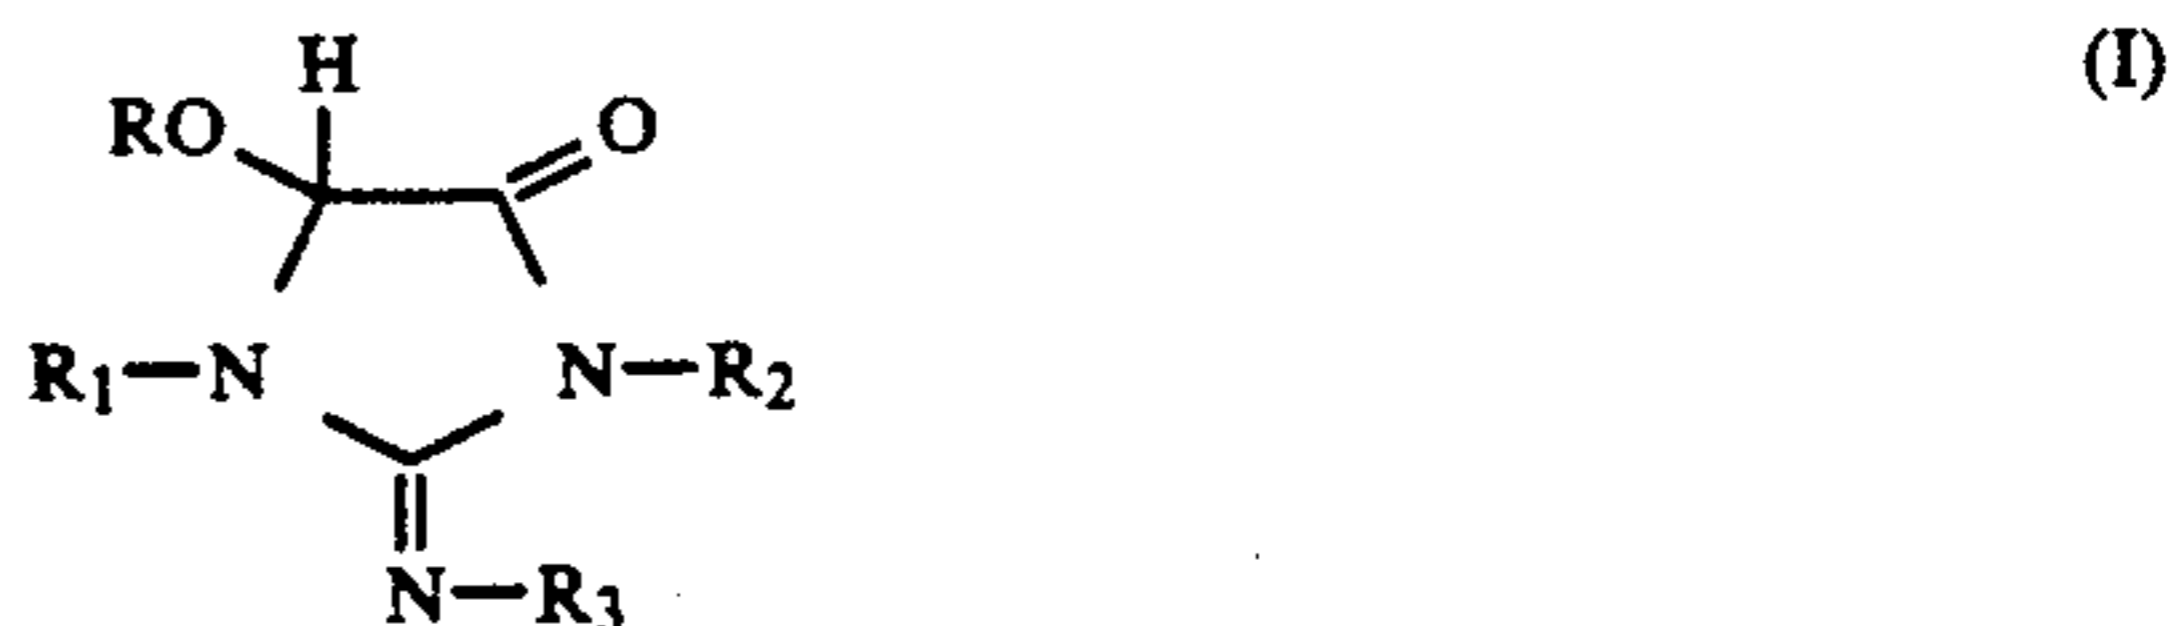 H (I)
RO O
R₁—N N—R₂
N—R₃